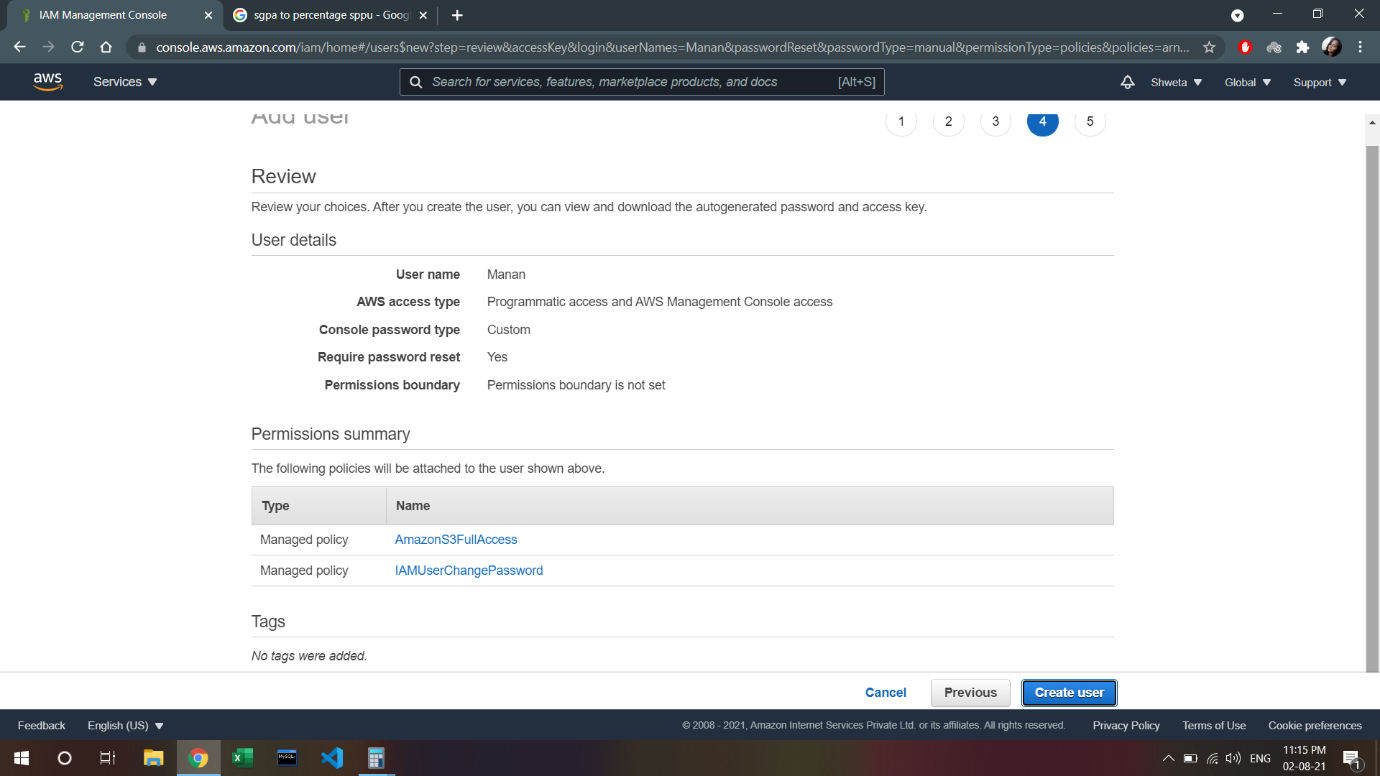 IAM Management Console
sgpa to percentage sppu - Goog
console.aws.amazon.com/iam/home#/users$new?step=review&accessKey&login&userNames=Manan&passwordReset&passwordType=manual&permissionType=policies&policies=arn...
aws
Services
Search for services, features, marketplace products, and docs [Alt+S]
Shweta
Global
Support
Add user
1 2 3 4 5
Review
Review your choices. After you create the user, you can view and download the autogenerated password and access key.
User details
User name Manan
AWS access type Programmatic access and AWS Management Console access
Console password type Custom
Require password reset Yes
Permissions boundary Permissions boundary is not set
Permissions summary
The following policies will be attached to the user shown above.
Type Name
Managed policy AmazonS3FullAccess
Managed policy IAMUserChangePassword
Tags
No tags were added.
Cancel Previous Create user
Feedback English (US) © 2008 - 2021, Amazon Internet Services Private Ltd. or its affiliates. All rights reserved. Privacy Policy Terms of Use Cookie preferences
MySQL
ENG
11:15 PM
02-08-21
1